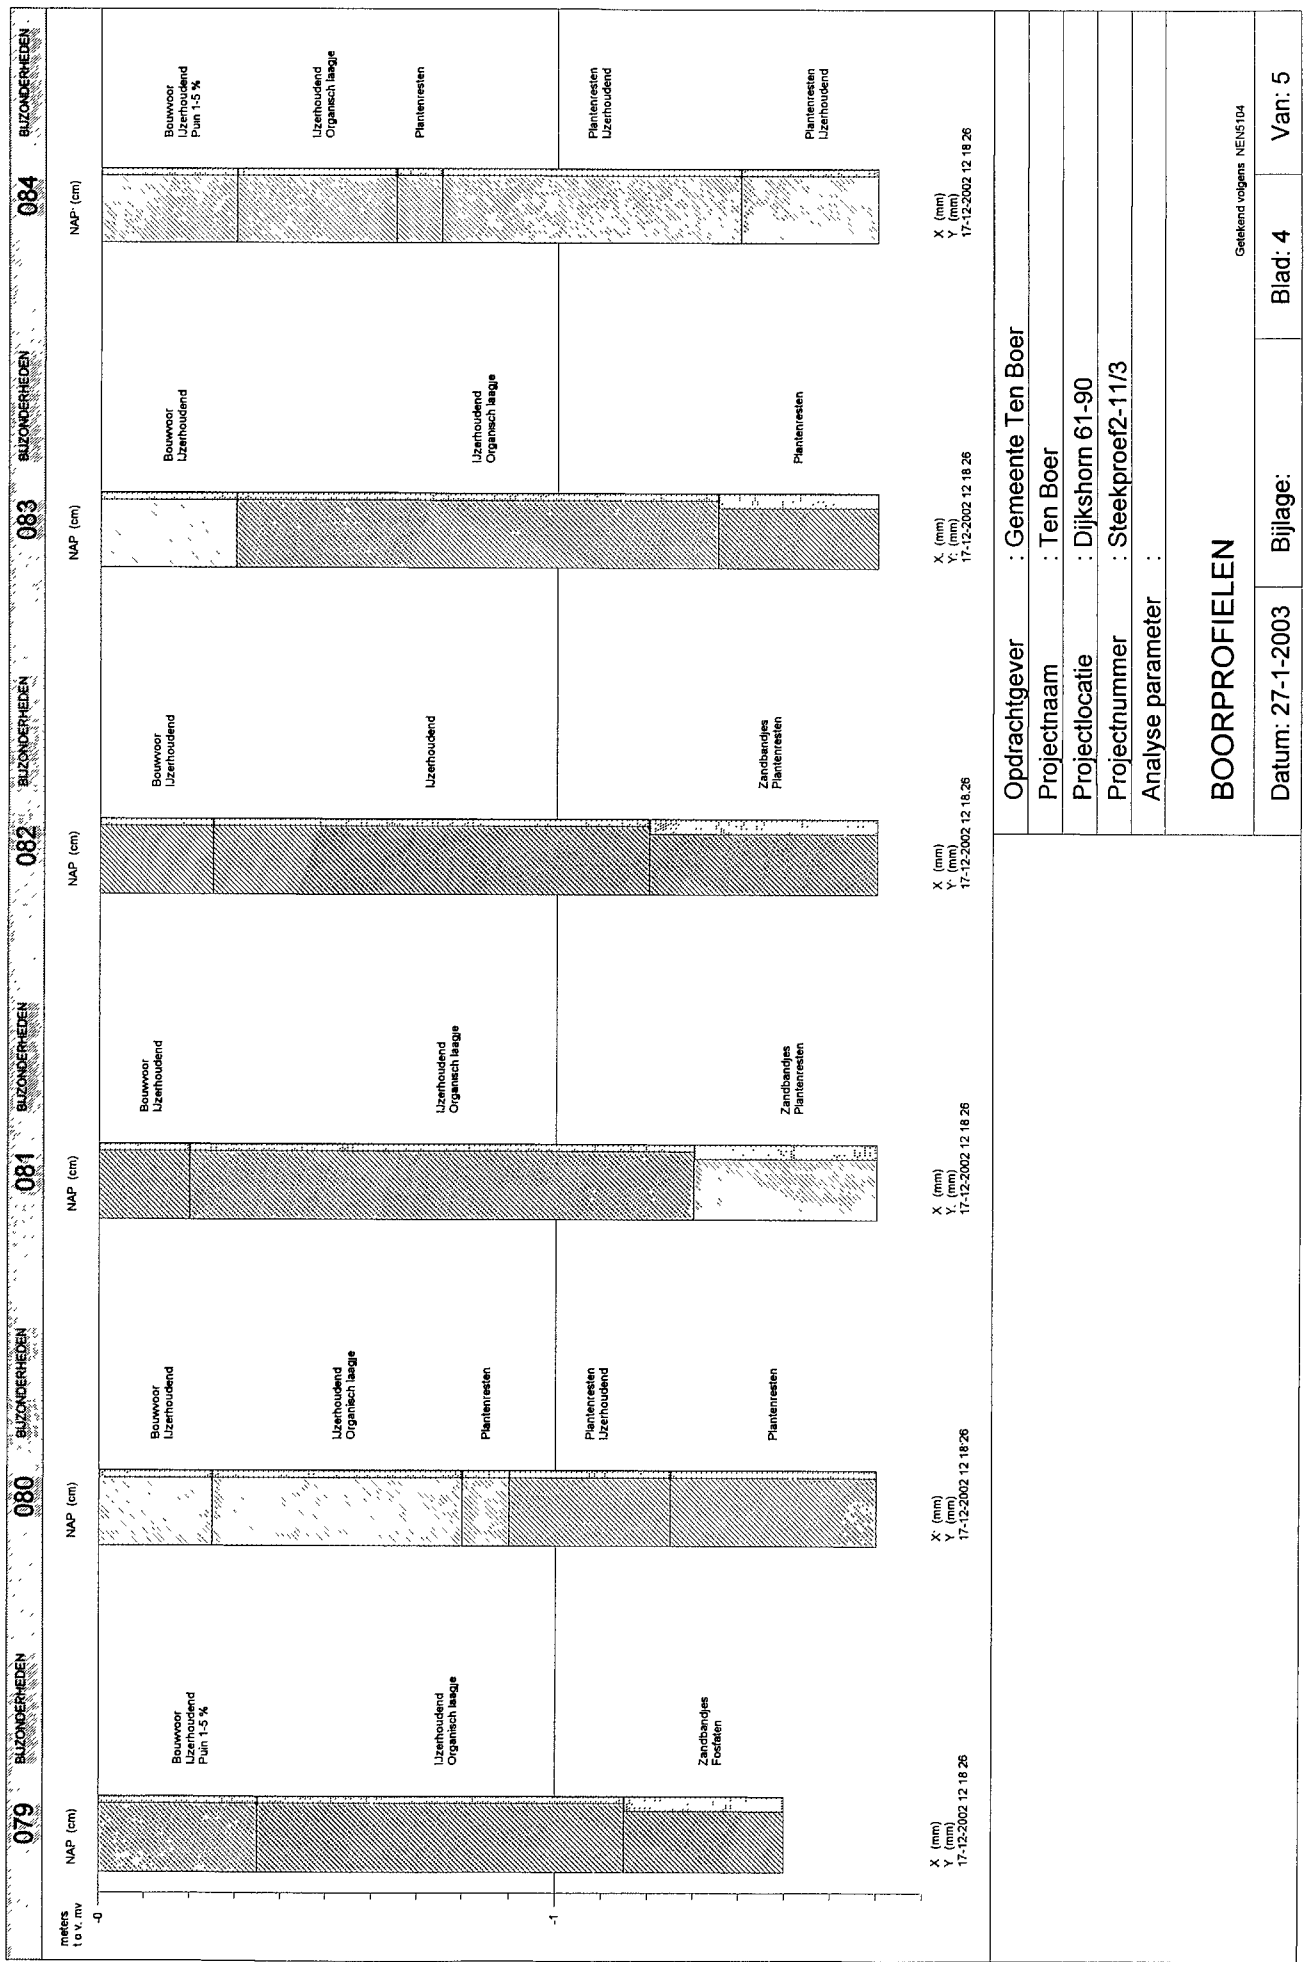 079 BIJZONDERHEDEN
080 BIJZONDERHEDEN
081 BIJZONDERHEDEN
082 BIJZONDERHEDEN
083 BIJZONDERHEDEN
084 BIJZONDERHEDEN
meters
t o v. mv
-0
-1
NAP (cm)
Bouwvoor
IJzerhoudend
Puin 1-5 %
IJzerhoudend
Organisch laagje
Zandbandjes
Fosfaten
X (mm)
Y (mm)
17-12-2002 12 18 26
NAP (cm)
Bouwvoor
IJzerhoudend
IJzerhoudend
Organisch laagje
Plantenresten
Plantenresten
IJzerhoudend
Plantenresten
X· (mm)
Y (mm)
17-12-2002 12 18·26
NAP (cm)
Bouwvoor
IJzerhoudend
IJzerhoudend
Organisch laagje
Zandbandjes
Plantenresten
X (mm)
Y. (mm)
17-12-2002 12 18 26
NAP (cm)
Bouwvoor
IJzerhoudend
IJzerhoudend
Zandbandjes
Plantenresten
X (mm)
Y· (mm)
17-12-2002 12 18.26
NAP (cm)
Bouwvoor
IJzerhoudend
IJzerhoudend
Organisch laagje
Plantenresten
X. (mm)
Y: (mm)
17-12-2002 12 18 26
NAP· (cm)
Bouwvoor
IJzerhoudend
Puin 1-5 %
IJzerhoudend
Organisch laagje
Plantenresten
Plantenresten
IJzerhoudend
Plantenresten
IJzerhoudend
X (mm)
Y (mm)
17-12-2002 12 18 26
Opdrachtgever : Gemeente Ten Boer
Projectnaam : Ten Boer
Projectlocatie : Dijkshorn 61-90
Projectnummer : Steekproef2-11/3
Analyse parameter :
BOORPROFIELEN
Getekend volgens NEN5104
Datum: 27-1-2003 Bijlage: Blad: 4 Van: 5